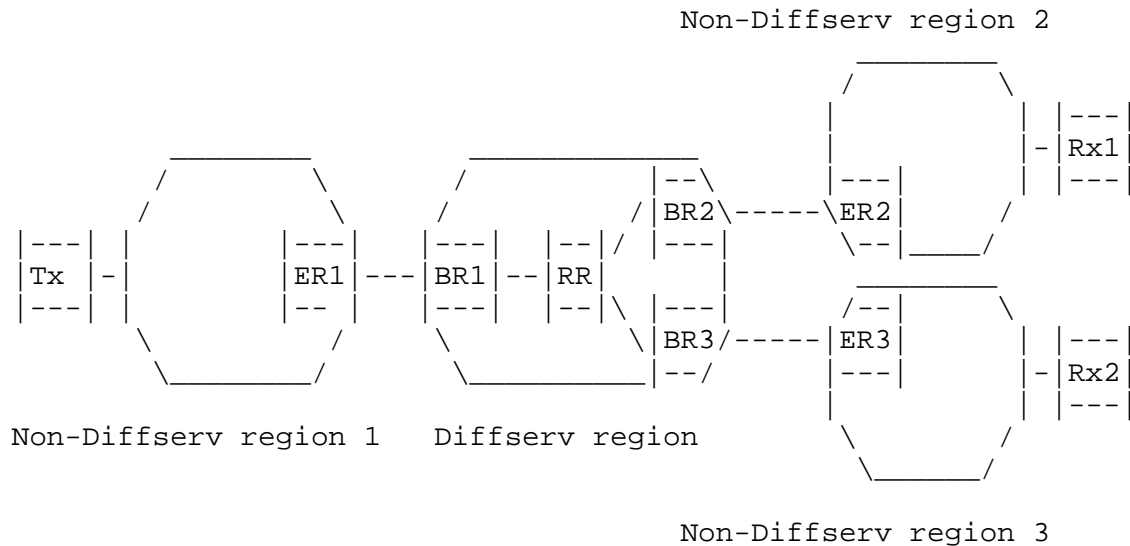 Non-Diffserv region 2
Rx1
BR2 ER2
Tx ER1 BR1 RR
BR3 ER3
Rx2
Non-Diffserv region 1 Diffserv region
Non-Diffserv region 3